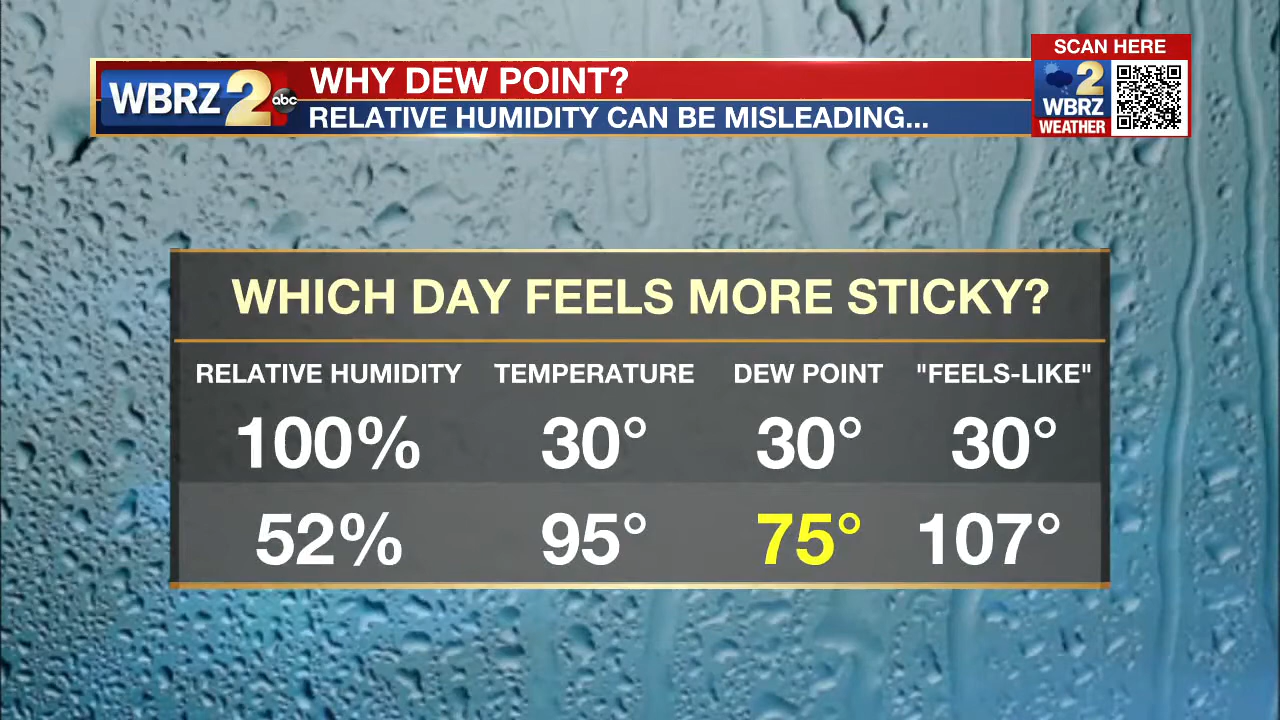 WBRZ 2 abc
WHY DEW POINT?
RELATIVE HUMIDITY CAN BE MISLEADING...
SCAN HERE
2
WBRZ
WEATHER
WHICH DAY FEELS MORE STICKY?
RELATIVE HUMIDITY TEMPERATURE DEW POINT "FEELS-LIKE"
100% 30° 30° 30°
52% 95° 75° 107°